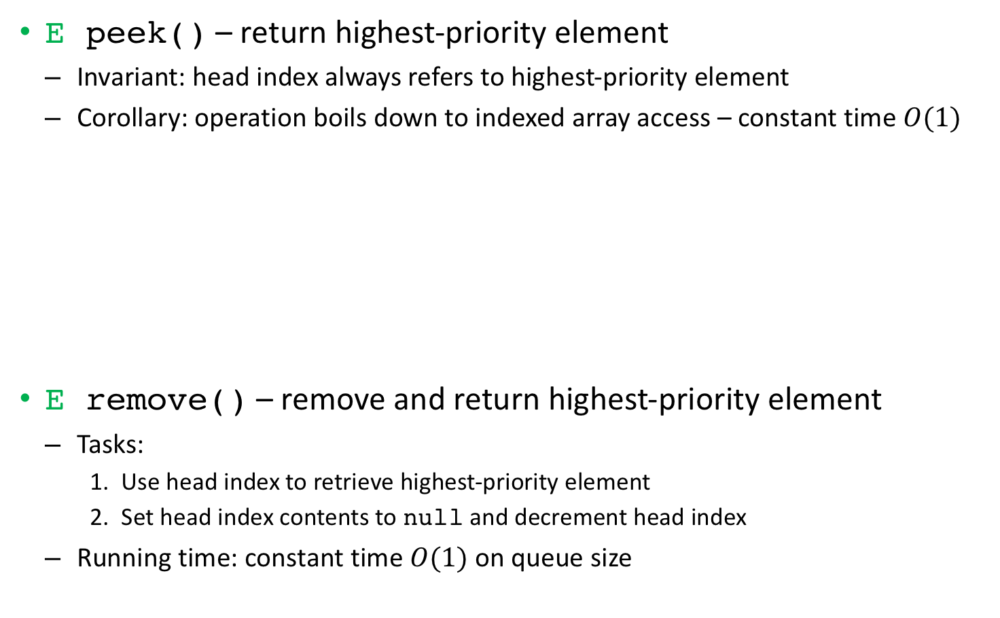 • E peek() – return highest-priority element
– Invariant: head index always refers to highest-priority element
– Corollary: operation boils down to indexed array access – constant time O(1)
• E remove() – remove and return highest-priority element
– Tasks:
1. Use head index to retrieve highest-priority element
2. Set head index contents to null and decrement head index
– Running time: constant time O(1) on queue size